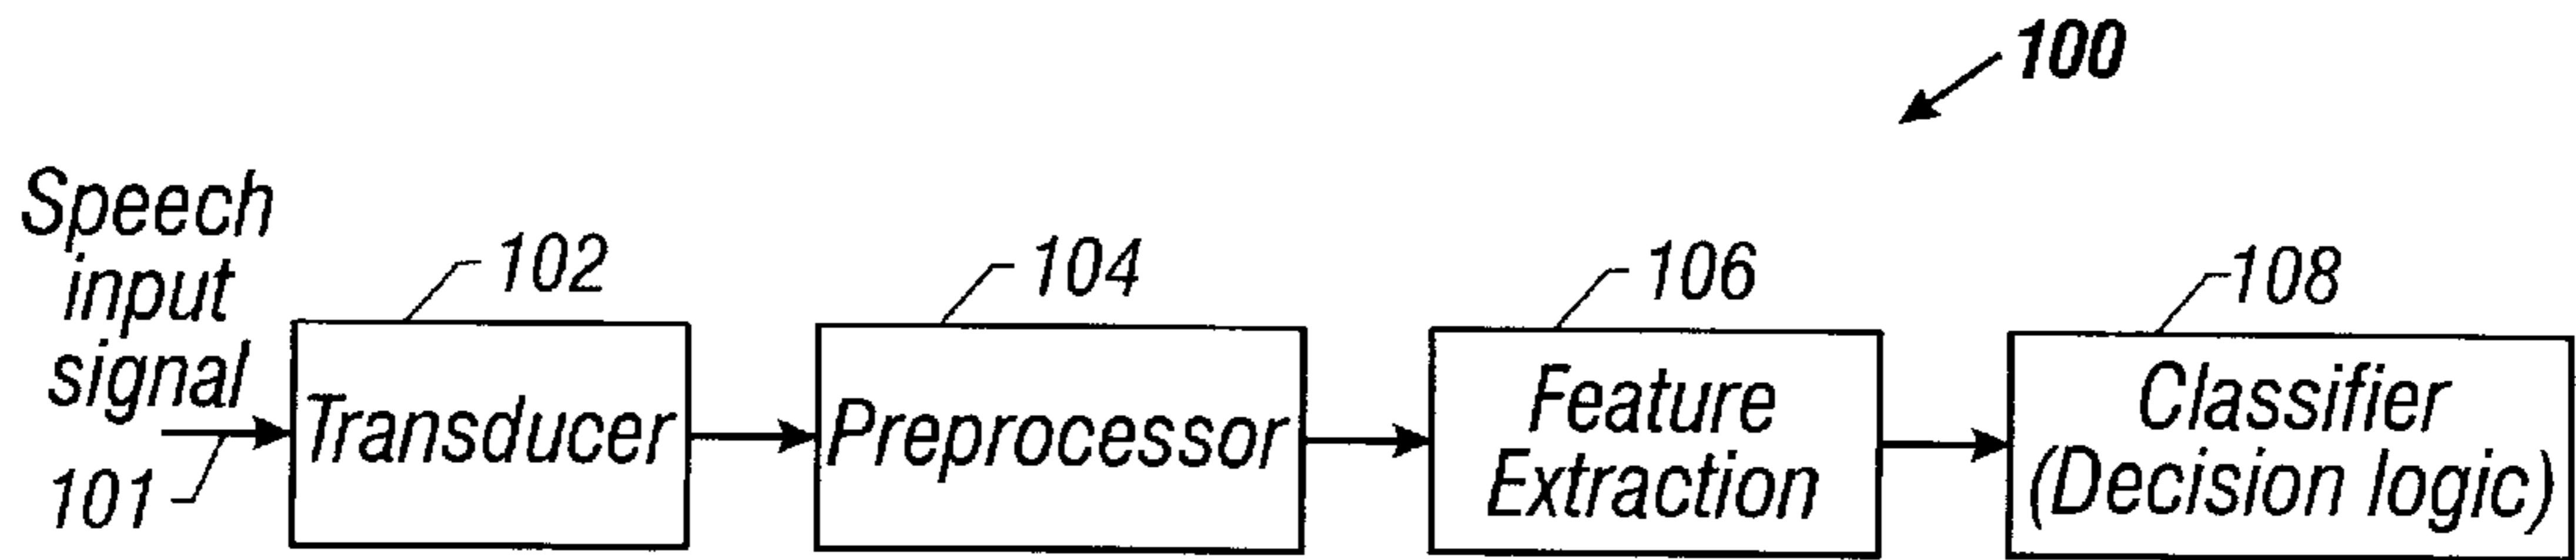 100
Speech
input
signal
101
102
Transducer
104
Preprocessor
106
Feature
Extraction
108
Classifier
(Decision logic)